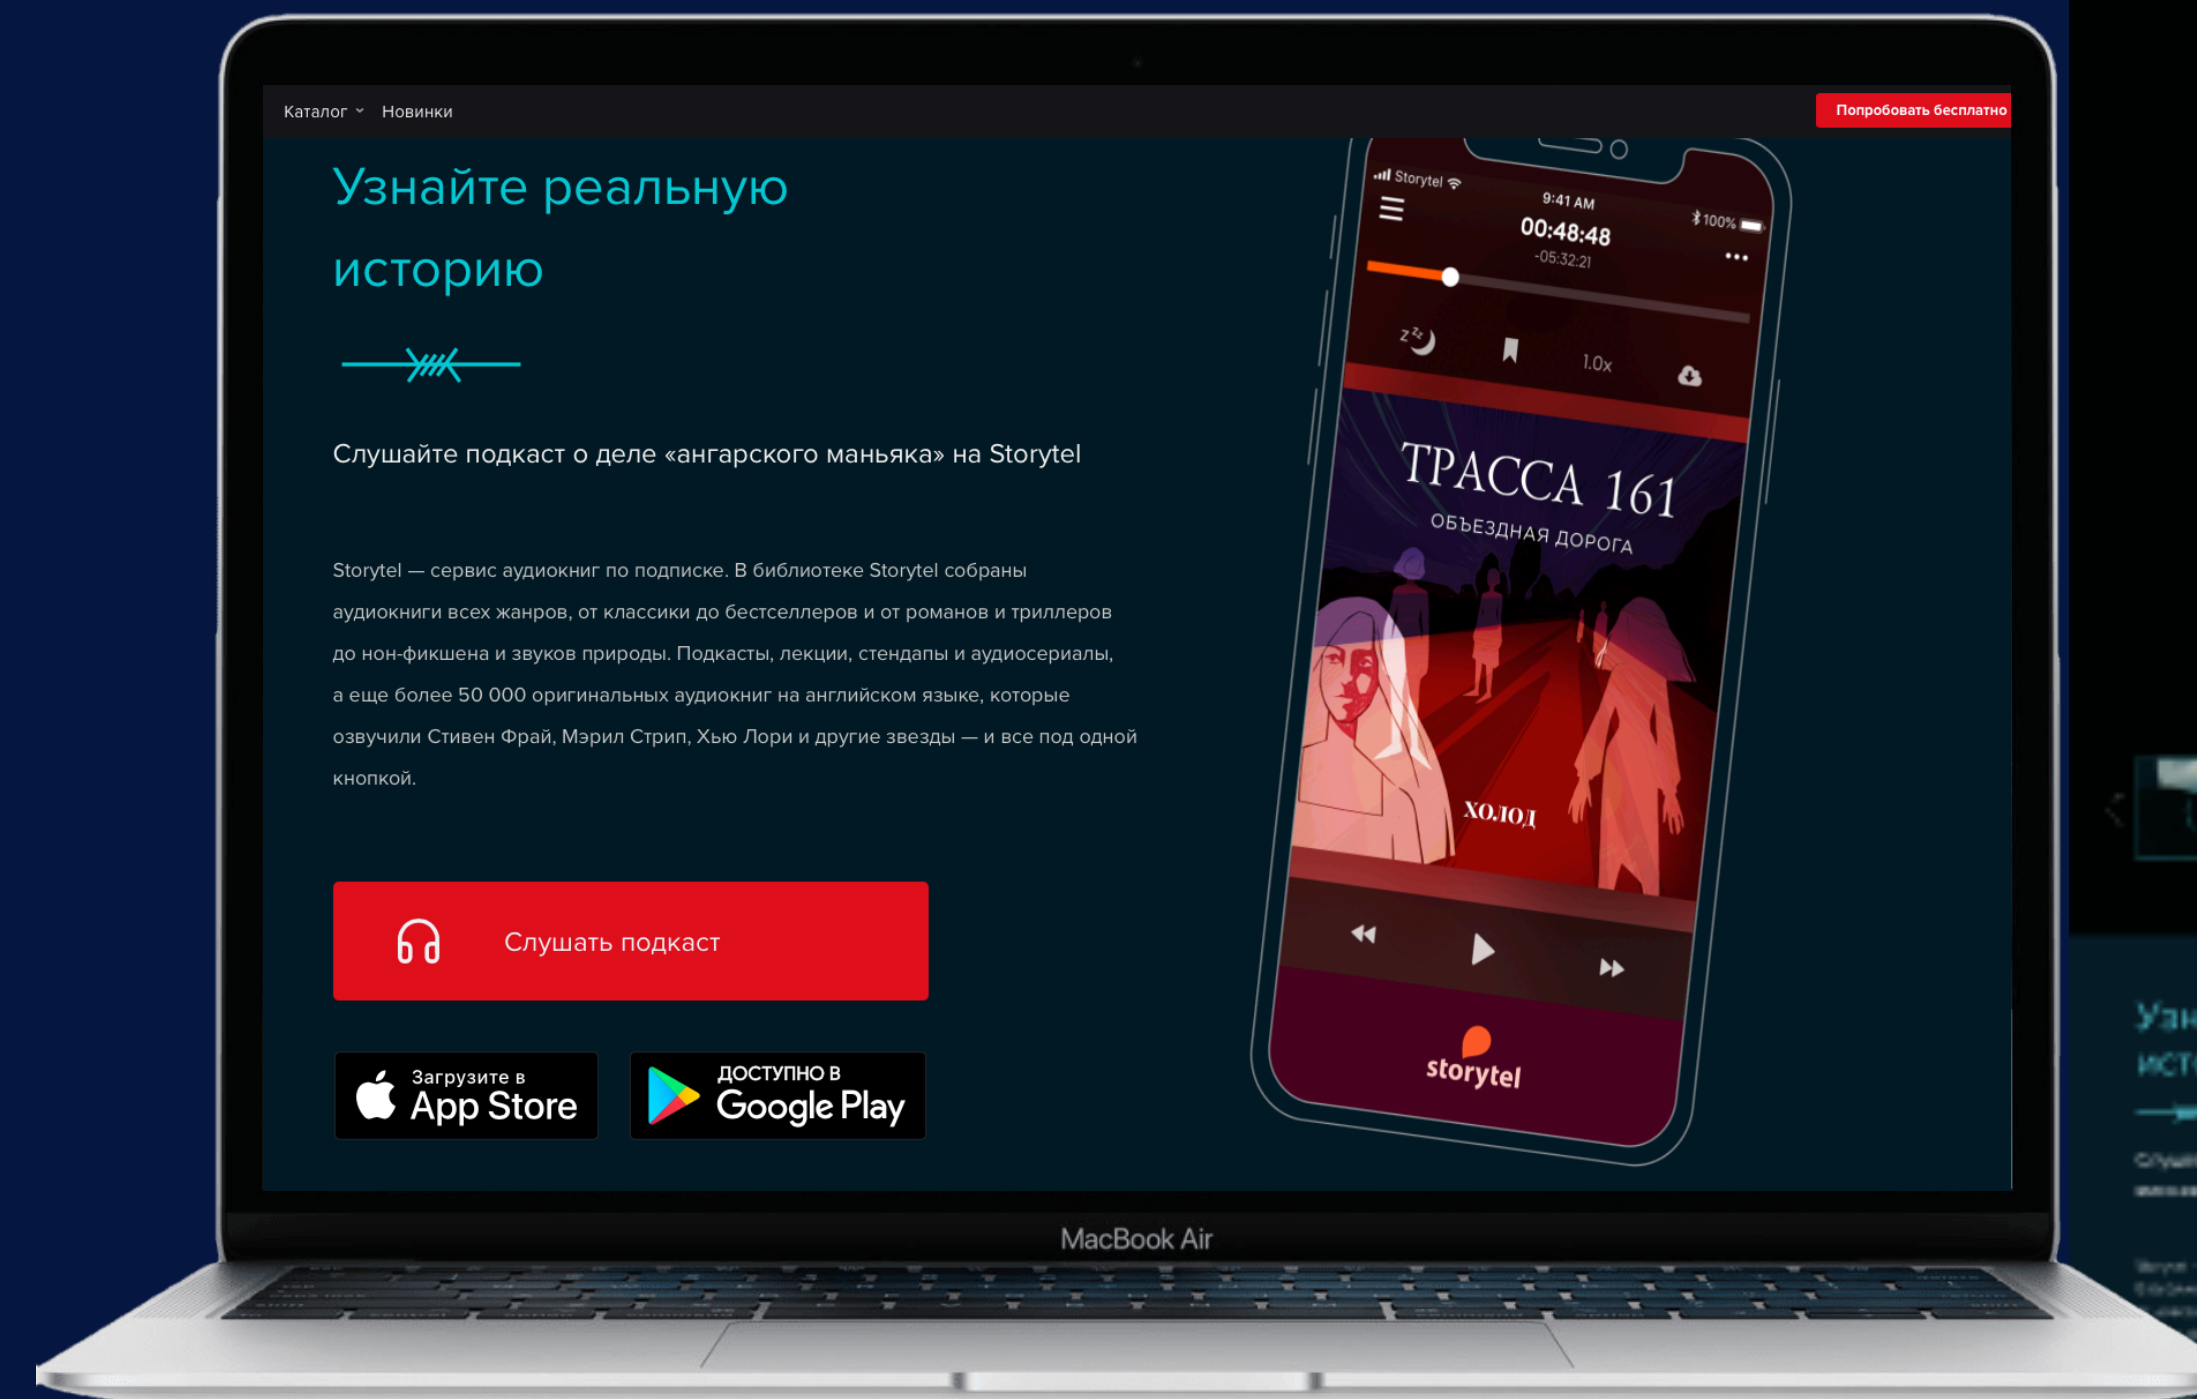 Каталог Новинки
Попробовать бесплатно
Узнайте реальную
историю
Слушайте подкаст о деле «ангарского маньяка» на Storytel
Storytel — сервис аудиокниг по подписке. В библиотеке Storytel собраны
аудиокниги всех жанров, от классики до бестселлеров и от романов и триллеров
до нон-фикшена и звуков природы. Подкасты, лекции, стендапы и аудиосериалы,
а еще более 50 000 оригинальных аудиокниг на английском языке, которые
озвучили Стивен Фрай, Мэрил Стрип, Хью Лори и другие звезды — и все под одной
кнопкой.
Слушать подкаст
Загрузите в
App Store
ДОСТУПНО В
Google Play
Storytel
9:41 AM
100%
00:48:48
-05:32:21
z zz
1.0x
ТРАССА 161
ОБЪЕЗДНАЯ ДОРОГА
ХОЛОД
storytel
MacBook Air